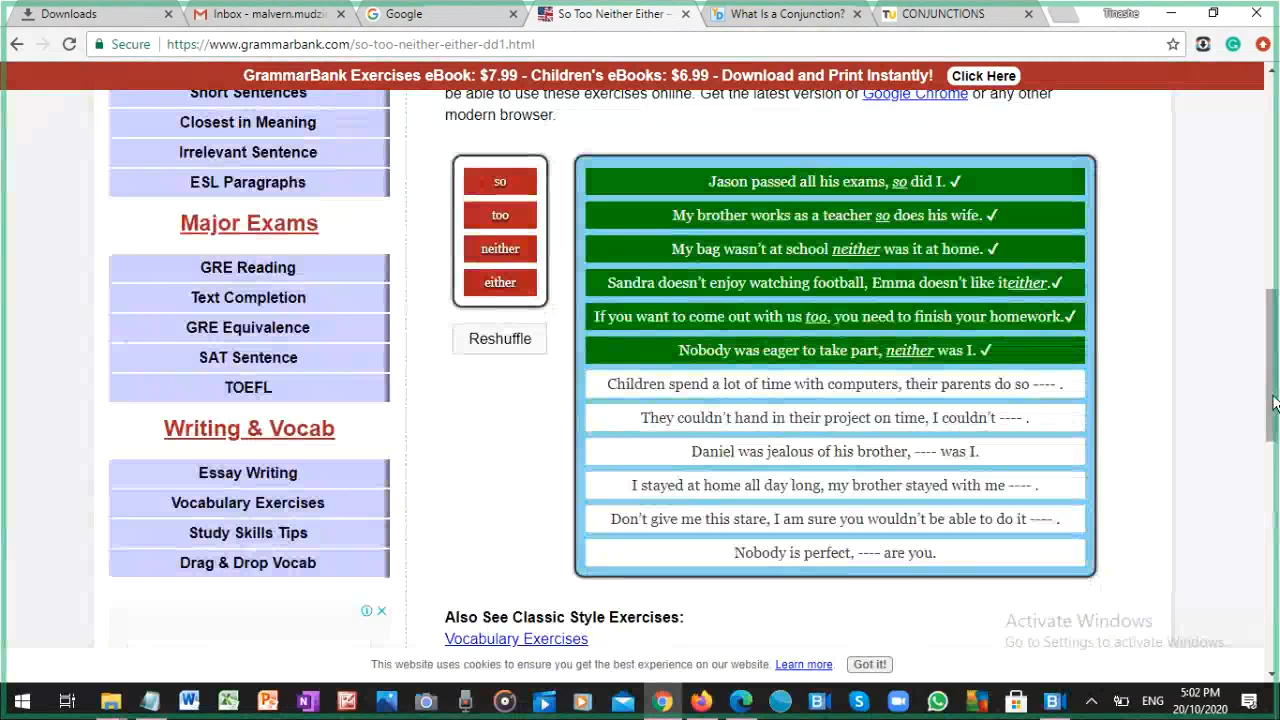 Downloads
Inbox - malvern.mudzi
Google
So Too Neither Either –
What Is a Conjunction?
CONJUNCTIONS
Tinashe
Secure
https://www.grammarbank.com/so-too-neither-either-dd1.html
GrammarBank Exercises eBook: $7.99 - Children's eBooks: $6.99 - Download and Print Instantly!
Click Here
Short Sentences
Closest in Meaning
Irrelevant Sentence
ESL Paragraphs
Major Exams
GRE Reading
Text Completion
GRE Equivalence
SAT Sentence
TOEFL
Writing & Vocab
Essay Writing
Vocabulary Exercises
Study Skills Tips
Drag & Drop Vocab
be able to use these exercises online. Get the latest version of Google Chrome or any other
modern browser.
so
too
neither
either
Reshuffle
Jason passed all his exams, so did I. ✓
My brother works as a teacher so does his wife. ✓
My bag wasn't at school neither was it at home. ✓
Sandra doesn't enjoy watching football, Emma doesn't like iteither.✓
If you want to come out with us too, you need to finish your homework.✓
Nobody was eager to take part, neither was I. ✓
Children spend a lot of time with computers, their parents do so ---- .
They couldn't hand in their project on time, I couldn't ---- .
Daniel was jealous of his brother, ---- was I.
I stayed at home all day long, my brother stayed with me ---- .
Don't give me this stare, I am sure you wouldn't be able to do it ---- .
Nobody is perfect, ---- are you.
Also See Classic Style Exercises:
Vocabulary Exercises
Activate Windows
Go to Settings to activate Windows.
This website uses cookies to ensure you get the best experience on our website. Learn more. Got it!
ENG
5:02 PM
20/10/2020